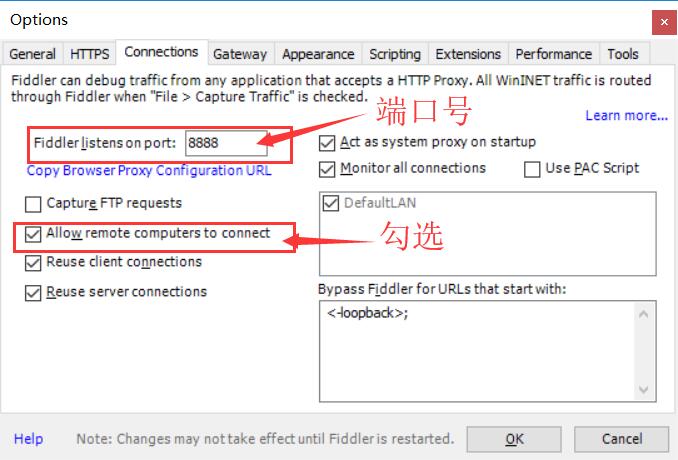 Options
General HTTPS Connections Gateway Appearance Scripting Extensions Performance Tools
Fiddler can debug traffic from any application that accepts a HTTP Proxy. All WinINET traffic is routed
through Fiddler when "File > Capture Traffic" is checked.
端口号
Learn more...
Fiddler listens on port: 8888
Act as system proxy on startup
Copy Browser Proxy Configuration URL
Monitor all connections
Use PAC Script
Capture FTP requests
DefaultLAN
Allow remote computers to connect
勾选
Reuse client connections
Reuse server connections
Bypass Fiddler for URLs that start with:
<-loopback>;
Help
Note: Changes may not take effect until Fiddler is restarted.
OK
Cancel